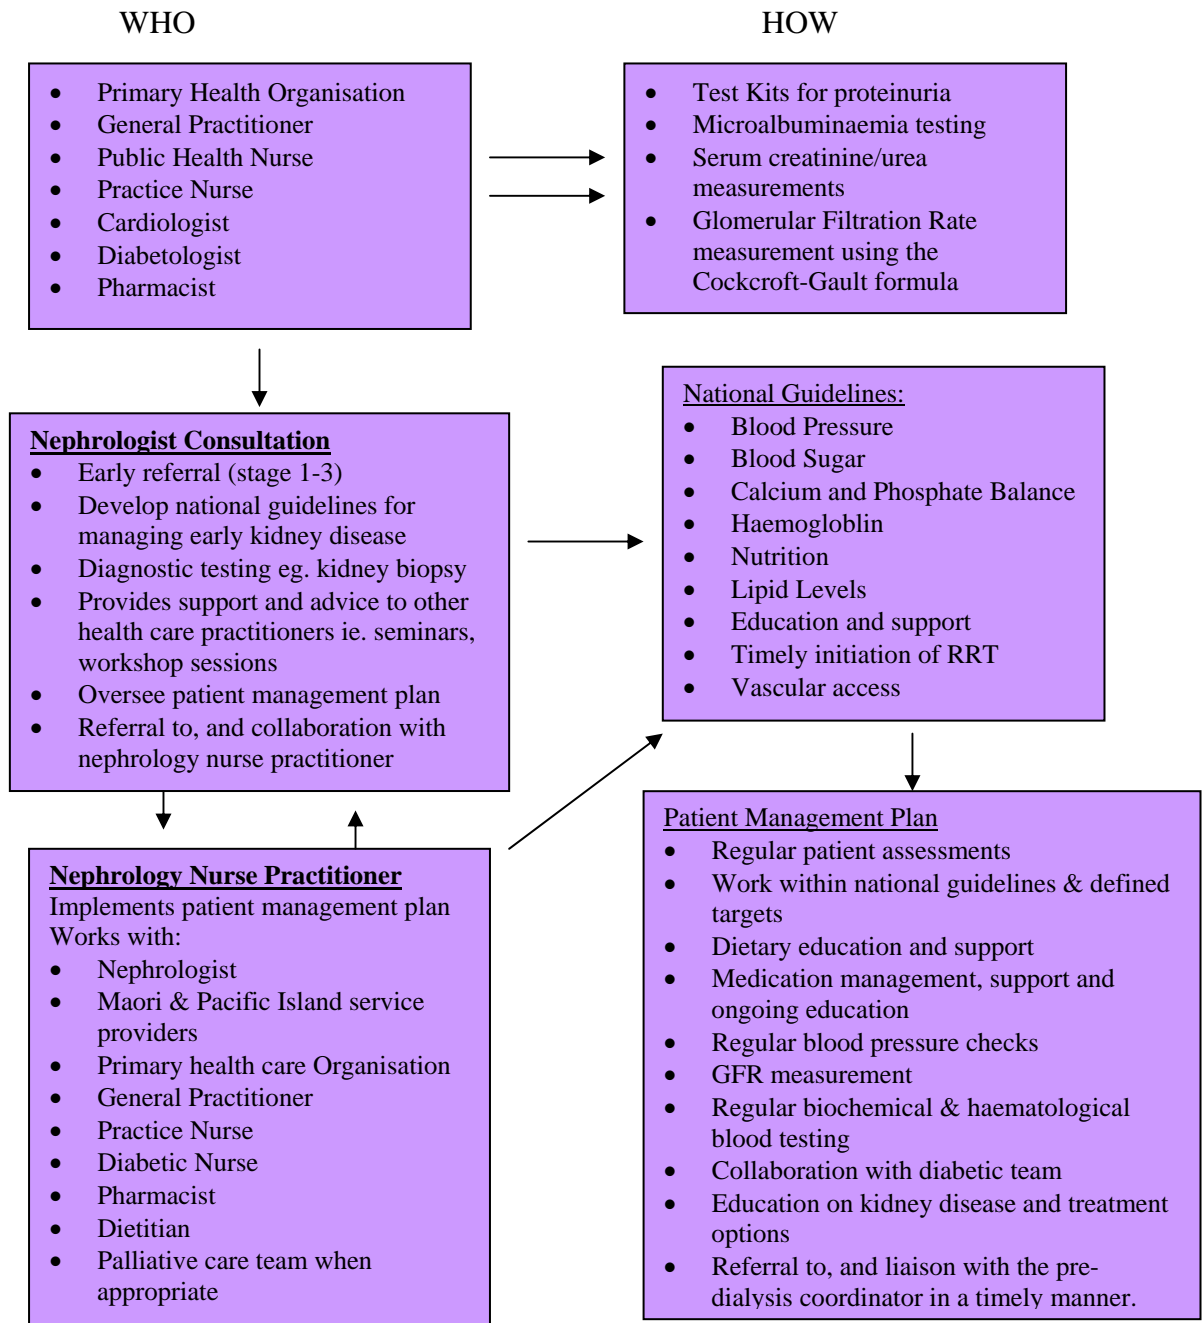 WHO
HOW
• Primary Health Organisation
• General Practitioner
• Public Health Nurse
• Practice Nurse
• Cardiologist
• Diabetologist
• Pharmacist
• Test Kits for proteinuria
• Microalbuminaemia testing
• Serum creatinine/urea
measurements
• Glomerular Filtration Rate
measurement using the
Cockcroft-Gault formula
Nephrologist Consultation
• Early referral (stage 1-3)
• Develop national guidelines for
managing early kidney disease
• Diagnostic testing eg. kidney biopsy
• Provides support and advice to other
health care practitioners ie. seminars,
workshop sessions
• Oversee patient management plan
• Referral to, and collaboration with
nephrology nurse practitioner
National Guidelines:
• Blood Pressure
• Blood Sugar
• Calcium and Phosphate Balance
• Haemogloblin
• Nutrition
• Lipid Levels
• Education and support
• Timely initiation of RRT
• Vascular access
Nephrology Nurse Practitioner
Implements patient management plan
Works with:
• Nephrologist
• Maori & Pacific Island service
providers
• Primary health care Organisation
• General Practitioner
• Practice Nurse
• Diabetic Nurse
• Pharmacist
• Dietitian
• Palliative care team when
appropriate
Patient Management Plan
• Regular patient assessments
• Work within national guidelines & defined
targets
• Dietary education and support
• Medication management, support and
ongoing education
• Regular blood pressure checks
• GFR measurement
• Regular biochemical & haematological
blood testing
• Collaboration with diabetic team
• Education on kidney disease and treatment
options
• Referral to, and liaison with the pre-
dialysis coordinator in a timely manner.